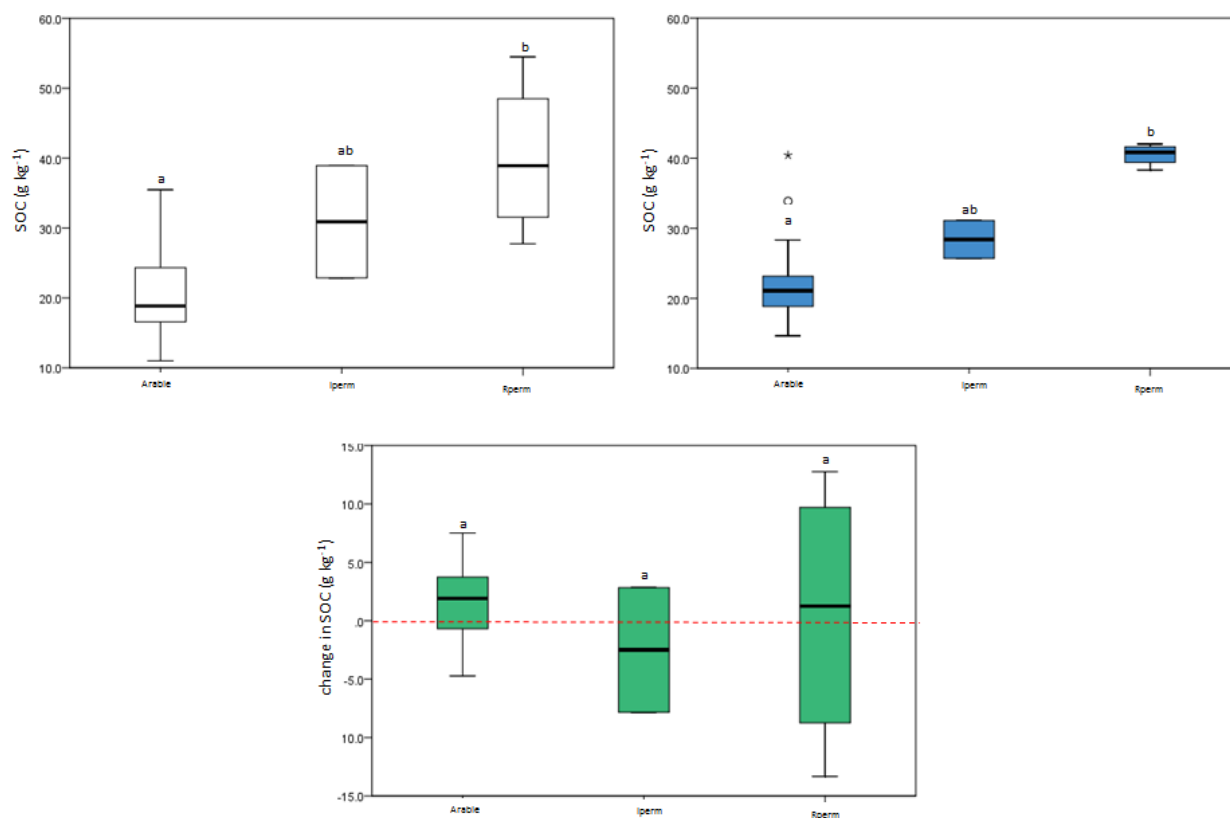 60.0
50.0
40.0
30.0
20.0
10.0
SOC (g kg⁻¹)
a
ab
b
Arable
Iperm
Rperm
60.0
50.0
40.0
30.0
20.0
10.0
SOC (g kg⁻¹)
*
a
ab
b
Arable
Iperm
Rperm
15.0
10.0
5.0
.0
-5.0
10.0
-15.0
change in SOC (g kg⁻¹)
a
a
a
Arable
Iperm
Rperm